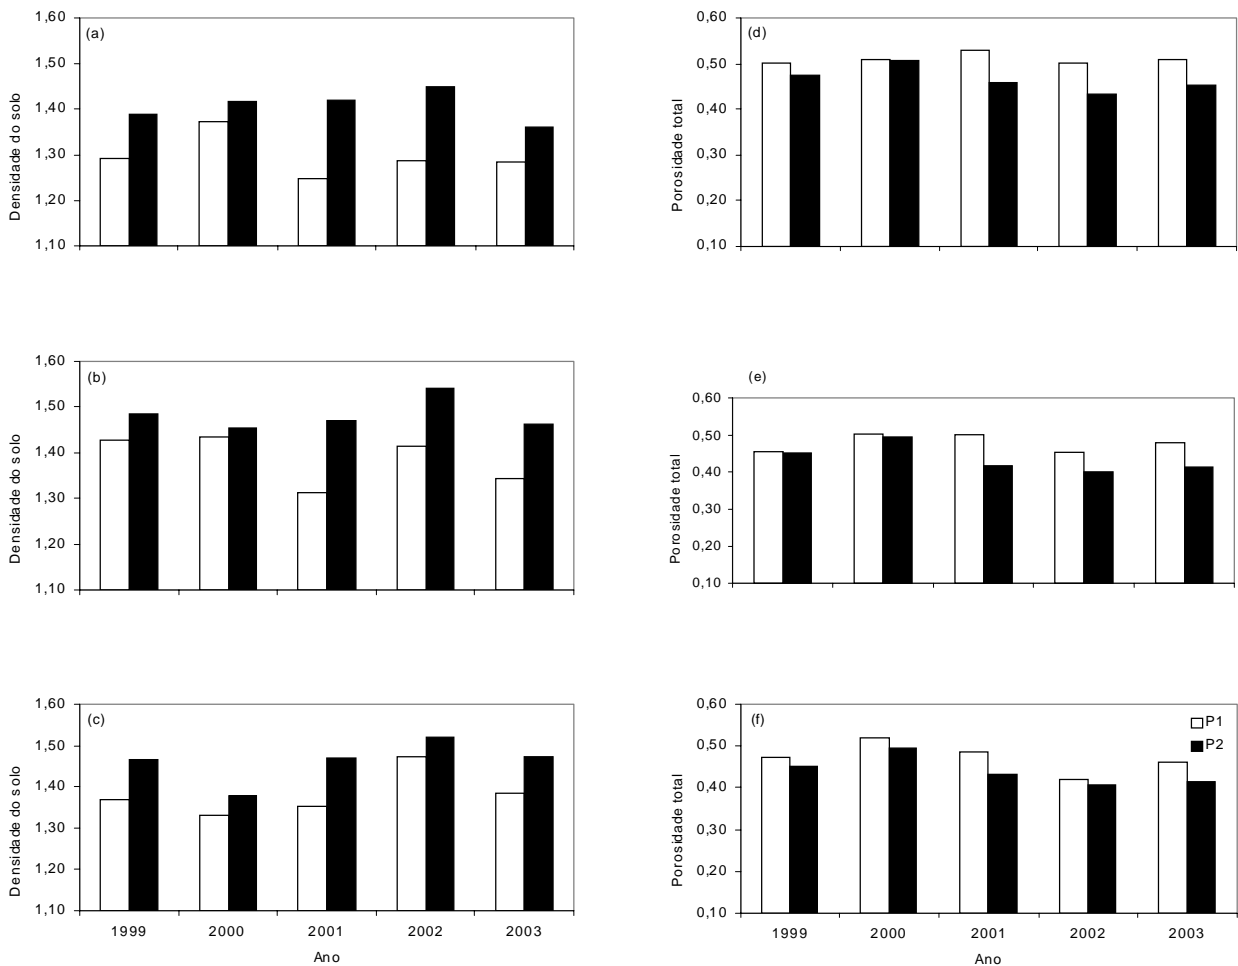 (a)
1,60
1,50
1,40
1,30
1,20
1,10
Densidade do solo
(d)
0,60
0,50
0,40
0,30
0,20
0,10
Porosidade total
(b)
1,60
1,50
1,40
1,30
1,20
1,10
Densidade do solo
(e)
0,60
0,50
0,40
0,30
0,20
0,10
Porosidade total
(c)
1,60
1,50
1,40
1,30
1,20
1,10
Densidade do solo
1999 2000 2001 2002 2003
Ano
(f)
P1
P2
0,60
0,50
0,40
0,30
0,20
0,10
Porosidade total
1999 2000 2001 2002 2003
Ano